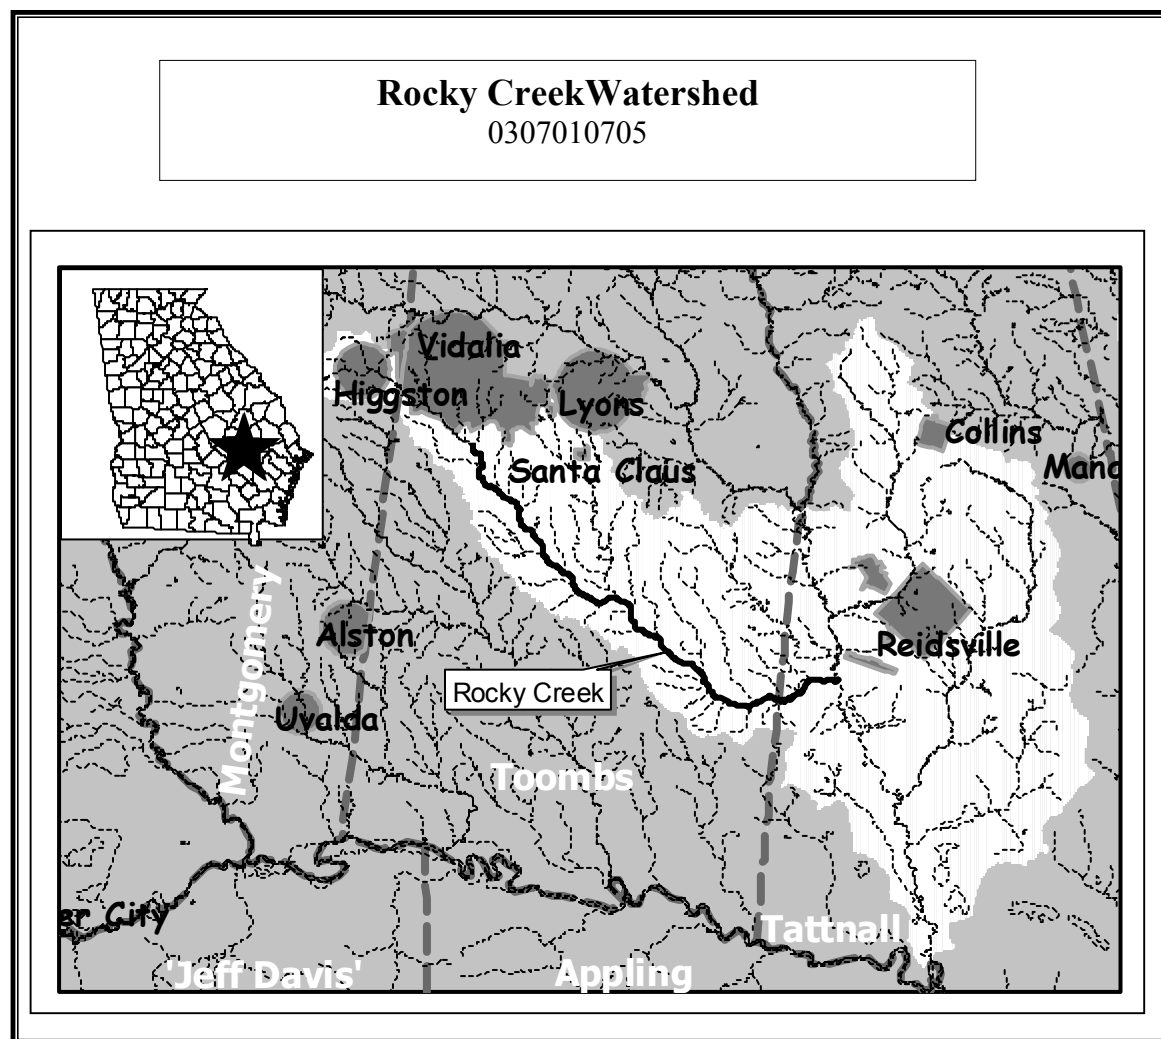 Rocky CreekWatershed
0307010705
Vidalia
Higgston
Lyons
Collins
Santa Claus
Mana
Montgomery
Alston
Reidsville
Rocky Creek
Uvalda
Toombs
er City
Tattnall
'Jeff Davis'
Appling